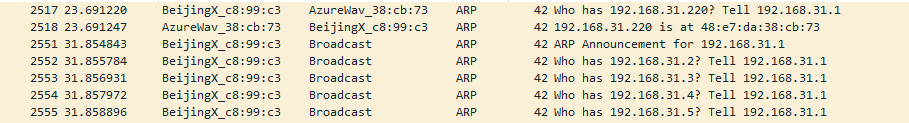 2517 23.691220 BeijingX_c8:99:c3 AzureWav_38:cb:73 ARP 42 Who has 192.168.31.220? Tell 192.168.31.1
2518 23.691247 AzureWav_38:cb:73 BeijingX_c8:99:c3 ARP 42 192.168.31.220 is at 48:e7:da:38:cb:73
2551 31.854843 BeijingX_c8:99:c3 Broadcast ARP 42 ARP Announcement for 192.168.31.1
2552 31.855784 BeijingX_c8:99:c3 Broadcast ARP 42 Who has 192.168.31.2? Tell 192.168.31.1
2553 31.856931 BeijingX_c8:99:c3 Broadcast ARP 42 Who has 192.168.31.3? Tell 192.168.31.1
2554 31.857972 BeijingX_c8:99:c3 Broadcast ARP 42 Who has 192.168.31.4? Tell 192.168.31.1
2555 31.858896 BeijingX_c8:99:c3 Broadcast ARP 42 Who has 192.168.31.5? Tell 192.168.31.1